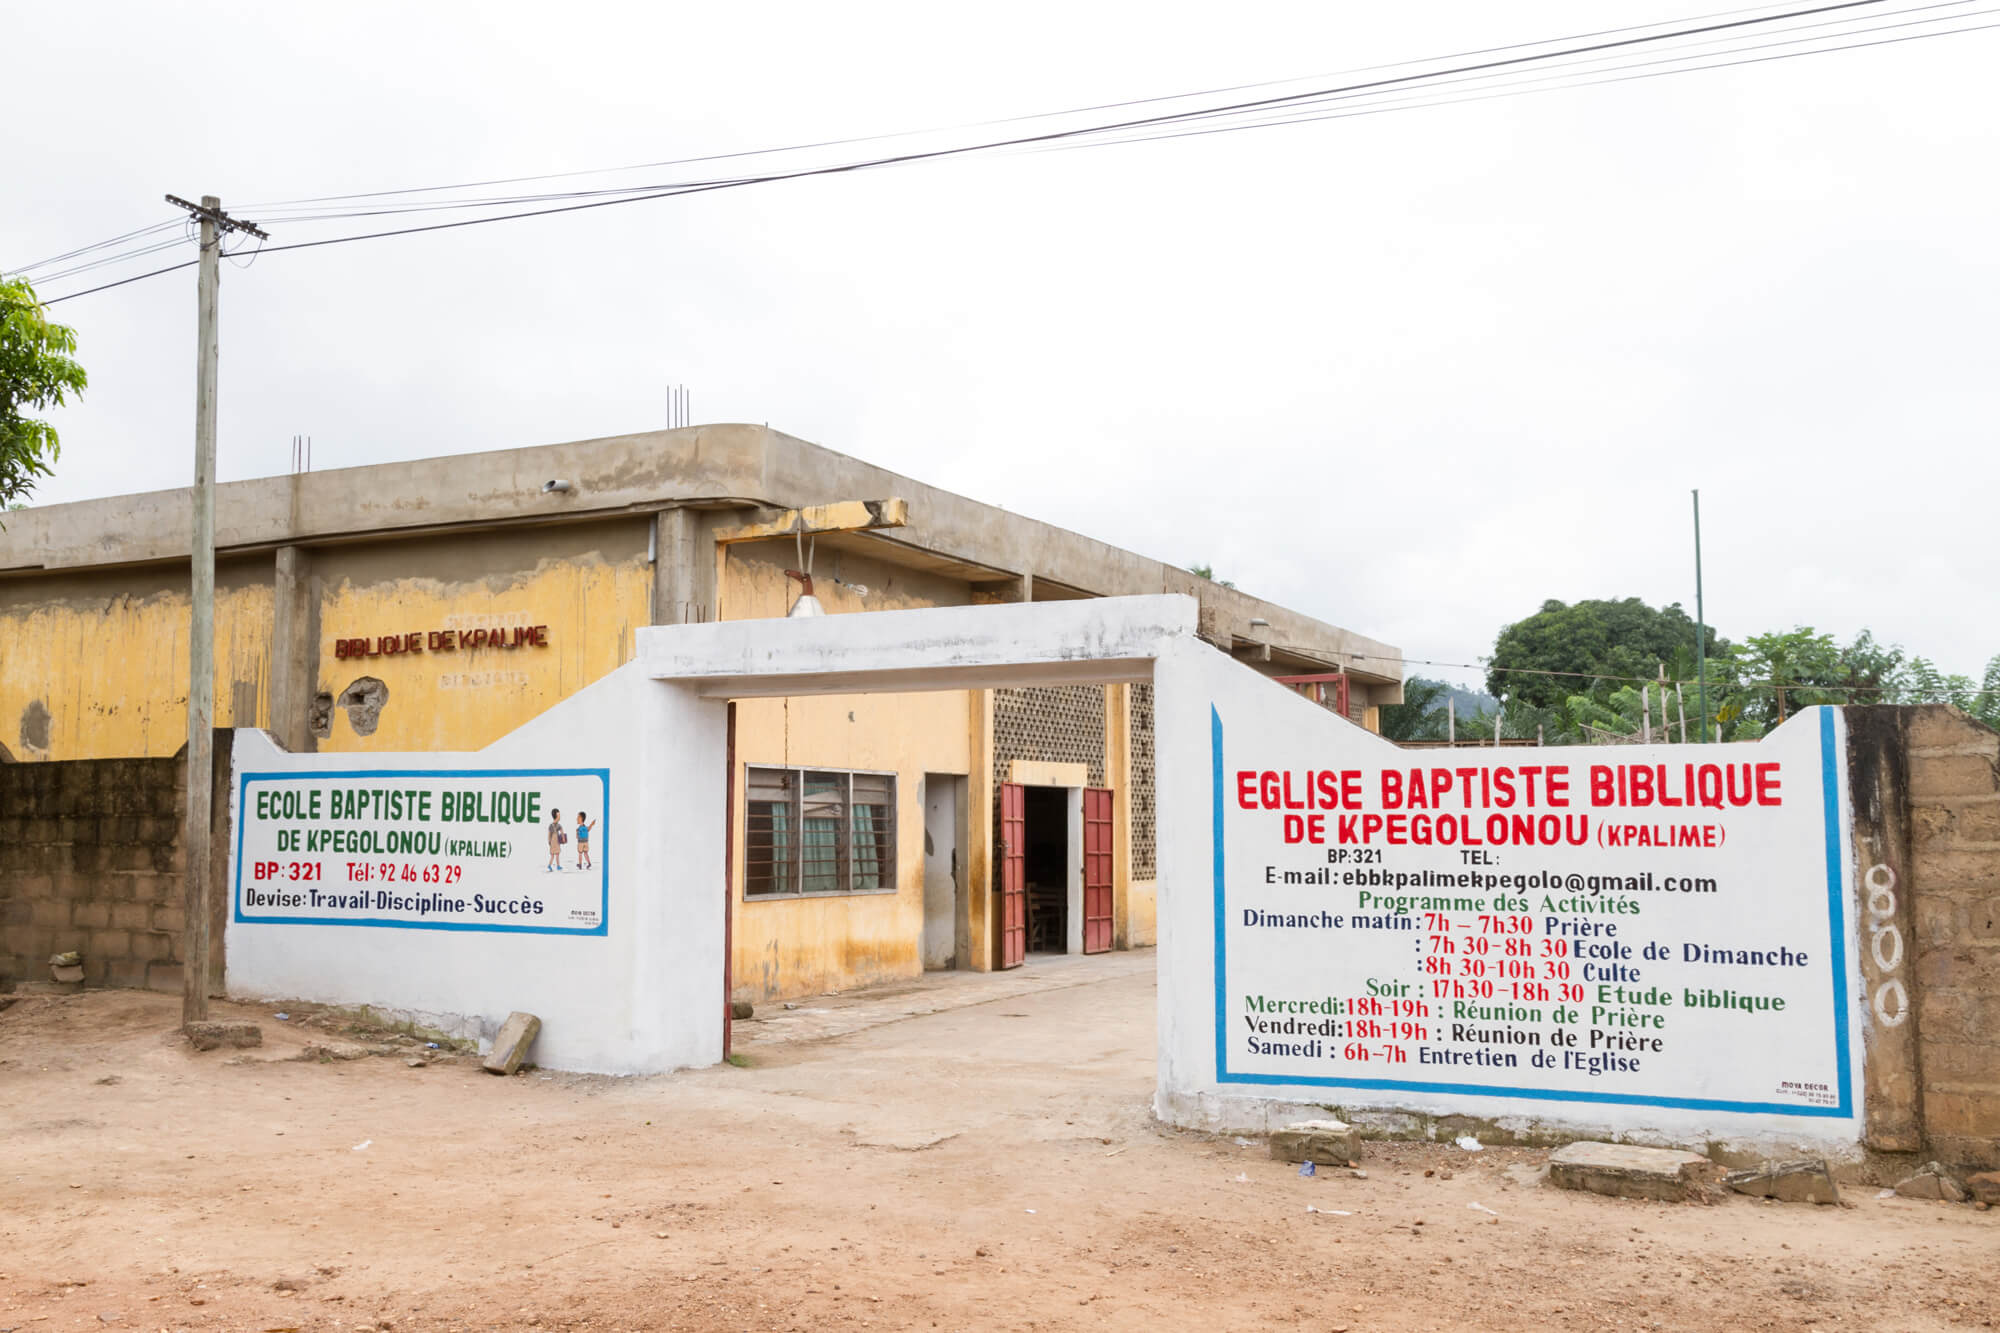 BIBLIQUE DE KPALIME
ECOLE BAPTISTE BIBLIQUE
DE KPEGOLONOU (KPALIME)
BP: 321 Tél: 92 46 63 29
Devise: Travail-Discipline-Succès
MOYA DECOR
EGLISE BAPTISTE BIBLIQUE
DE KPEGOLONOU (KPALIME)
BP: 321 TEL:
E-mail: ebbkpalimekpegolo@gmail.com
Programme des Activités
Dimanche matin: 7h – 7h30 Prière
: 7h 30-8h 30 Ecole de Dimanche
: 8h 30-10h 30 Culte
Soir : 17h30-18h 30 Etude biblique
Mercredi: 18h-19h : Réunion de Prière
Vendredi: 18h-19h : Réunion de Prière
Samedi : 6h-7h Entretien de l'Eglise
MOYA DECOR
800